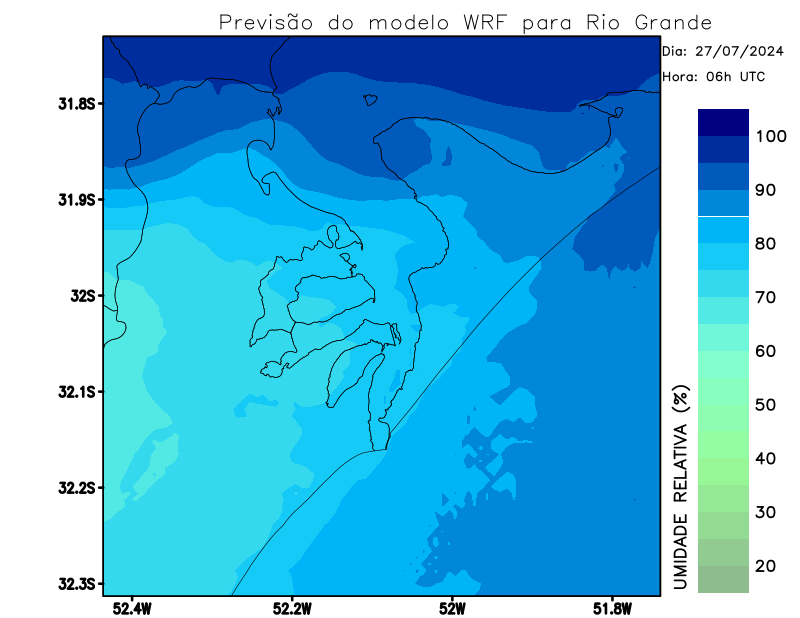 Previsão do modelo WRF para Rio Grande
Dia: 27/07/2024
Hora: 06h UTC
31.8S
31.9S
32S
32.1S
32.2S
32.3S
52.4W
52.2W
52W
51.8W
100
90
80
70
60
50
40
30
20
UMIDADE RELATIVA (%)